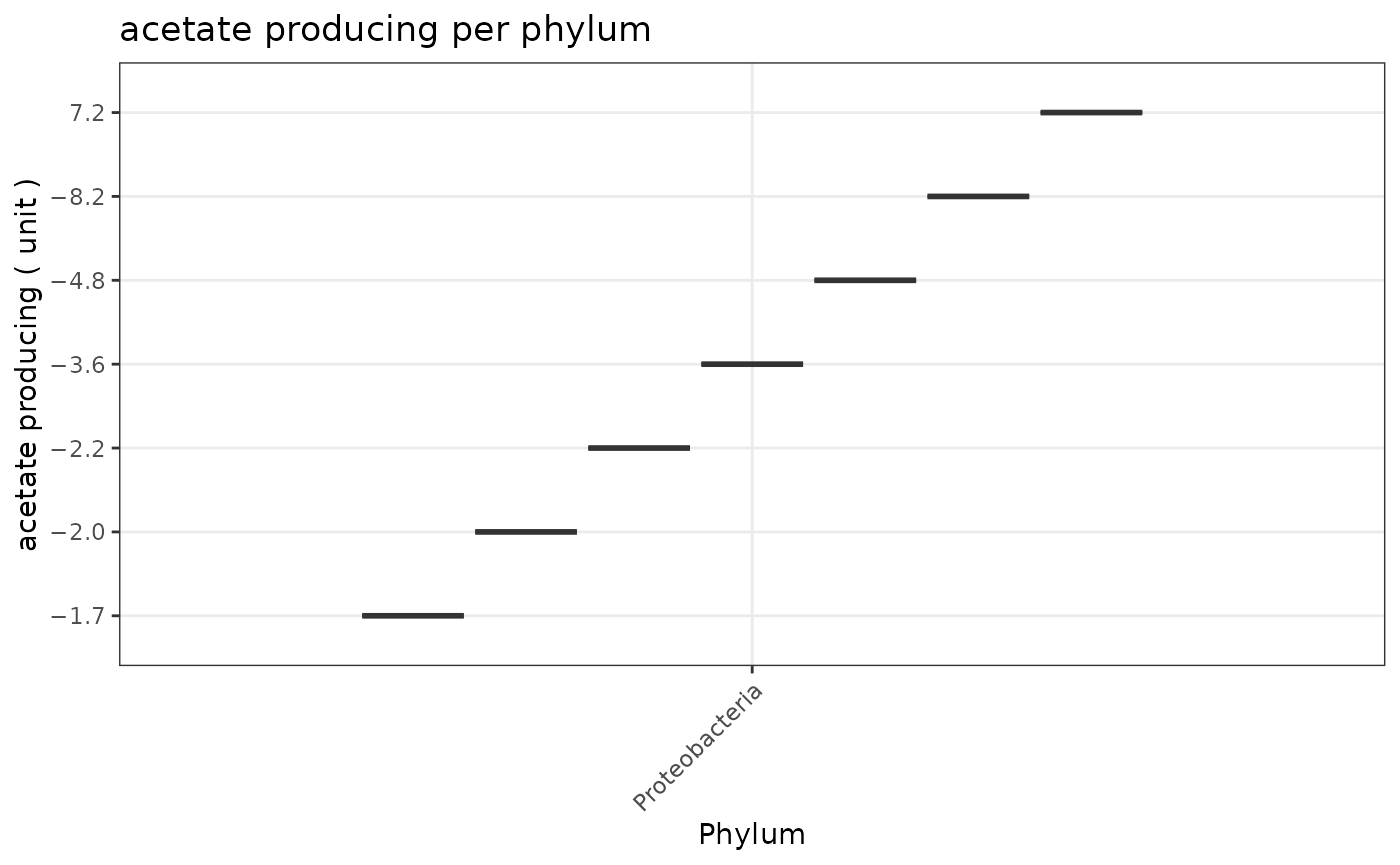 acetate producing per phylum
acetate producing ( unit )
7.2
−8.2
−4.8
−3.6
−2.2
−2.0
−1.7
Proteobacteria
Phylum